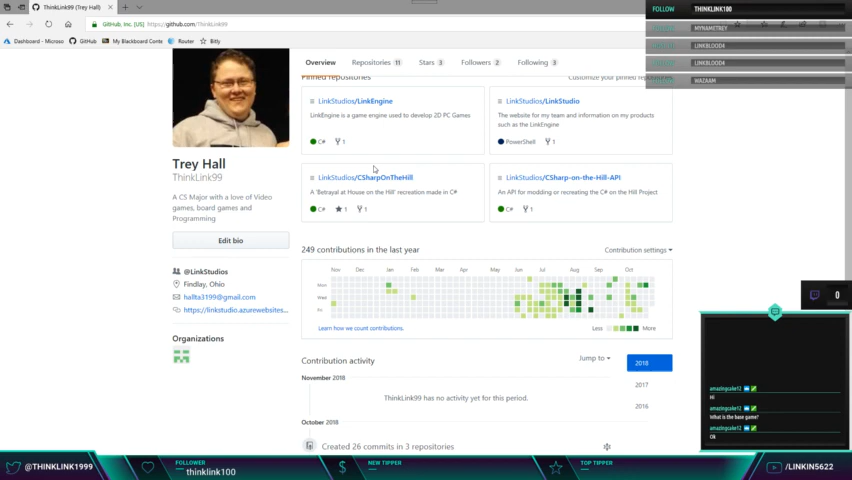 ThinkLink99 (Trey Hall)
GitHub, Inc. [US]
https://github.com/ThinkLink99
Dashboard - Microso
GitHub
My Blackboard Conte
Router
Bitly
FOLLOW THINKLINK100
MYNAMETREY
LINKBLOOD4
LINKBLOOD4
WAZAAM
Overview
Repositories 11
Stars 3
Followers 2
Following 3
Pinned repositories
Customize your pinned repositories
LinkStudios/LinkEngine
LinkEngine is a game engine used to develop 2D PC Games
C# 1
LinkStudios/LinkStudio
The website for my team and information on my products
such as the LinkEngine
PowerShell 1
LinkStudios/CSharpOnTheHill
A 'Betrayal at House on the Hill' recreation made in C#
C# 1 1
LinkStudios/CSharp-on-the-Hill-API
An API for modding or recreating the C# on the Hill Project
C# 1
Trey Hall
ThinkLink99
A CS Major with a love of Video
games, board games and
Programming
Edit bio
@LinkStudios
Findlay, Ohio
hallta3199@gmail.com
https://linkstudio.azurewebsites...
Organizations
249 contributions in the last year
Contribution settings
Nov Dec Jan Feb Mar Apr May Jun Jul Aug Sep Oct
Mon
Wed
Fri
Learn how we count contributions.
Less More
Contribution activity
Jump to
2018
2017
2016
November 2018
ThinkLink99 has no activity yet for this period.
October 2018
Created 26 commits in 3 repositories
0
amazingcake12
Hi
amazingcake12
What is the base game?
amazingcake12
Ok
@THINKLINK1999
FOLLOWER
thinklink100
NEW TIPPER
TOP TIPPER
/LINKIN5622